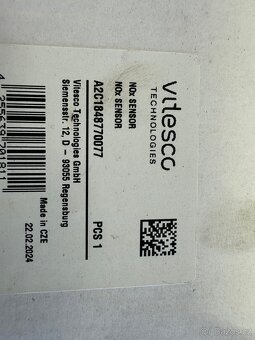 vitesco
TECHNOLOGIES
NOx SENSOR
NOx SENSOR
A2C1848770077
PCS 1
Vitesco Technologies GmbH
Siemensstr. 12, D - 93055 Regensburg
Made in CZE
22.02.2024